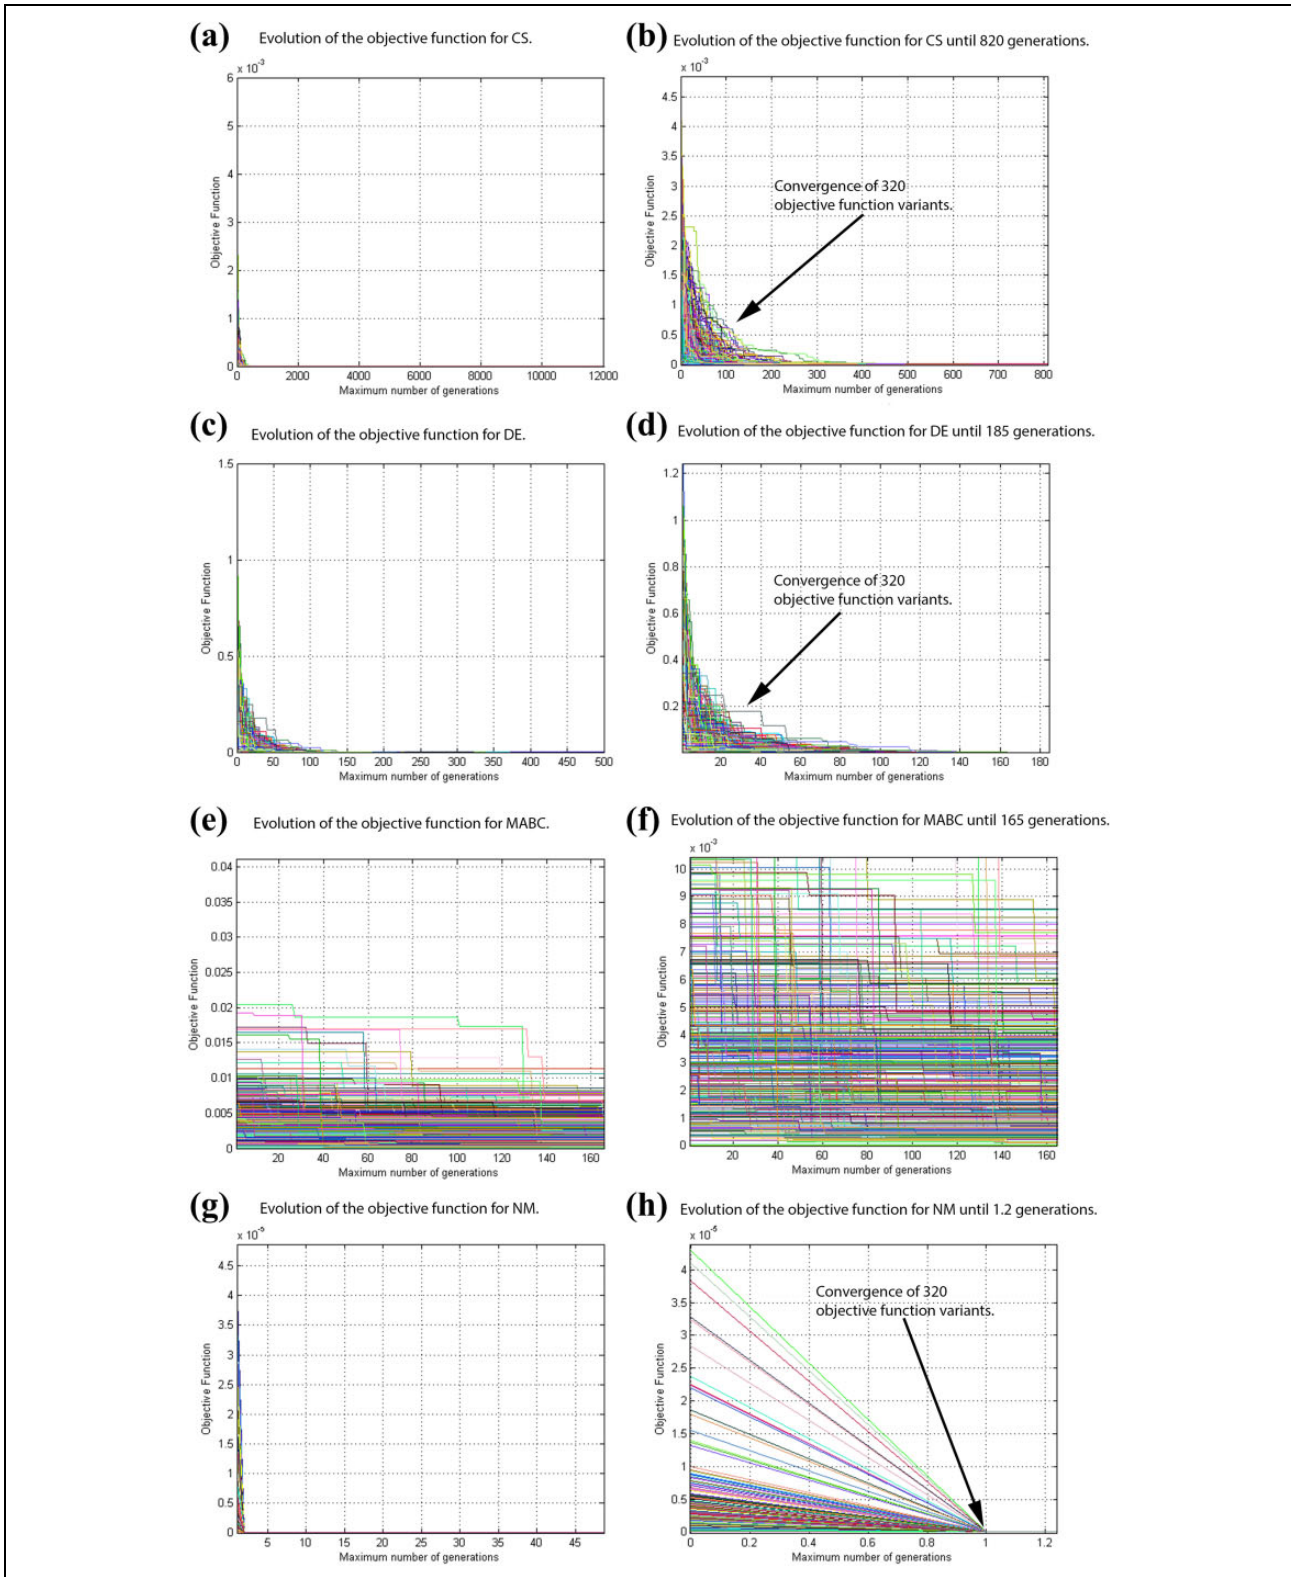 (a) Evolution of the objective function for CS.
x 10-3
6
5
4
3
2
1
0
Objective Function
0 2000 4000 6000 8000 10000 12000
Maximum number of generations
(b) Evolution of the objective function for CS until 820 generations.
x 10-3
4.5
4
3.5
3
2.5
2
1.5
1
0.5
0
Objective Function
Convergence of 320
objective function variants.
0 100 200 300 400 500 600 700 800
Maximum number of generations
(c) Evolution of the objective function for DE.
1.5
1
0.5
0
Objective Function
0 50 100 150 200 250 300 350 400 450 500
Maximum number of generations
(d) Evolution of the objective function for DE until 185 generations.
1.2
1
0.8
0.6
0.4
0.2
Objective Function
Convergence of 320
objective function variants.
20 40 60 80 100 120 140 160 180
Maximum number of generations
(e) Evolution of the objective function for MABC.
0.04
0.035
0.03
0.025
0.02
0.015
0.01
0.005
0
Objective Function
20 40 60 80 100 120 140 160
Maximum number of generations
(f) Evolution of the objective function for MABC until 165 generations.
x 10-3
10
9
8
7
6
5
4
3
2
1
0
Objective Function
20 40 60 80 100 120 140 160
Maximum number of generations
(g) Evolution of the objective function for NM.
x 10-5
4.5
4
3.5
3
2.5
2
1.5
1
0.5
0
Objective Function
5 10 15 20 25 30 35 40 45
Maximum number of generations
(h) Evolution of the objective function for NM until 1.2 generations.
x 10-5
4
3.5
3
2.5
2
1.5
1
0.5
0
Objective Function
Convergence of 320
objective function variants.
0 0.2 0.4 0.6 0.8 1 1.2
Maximum number of generations